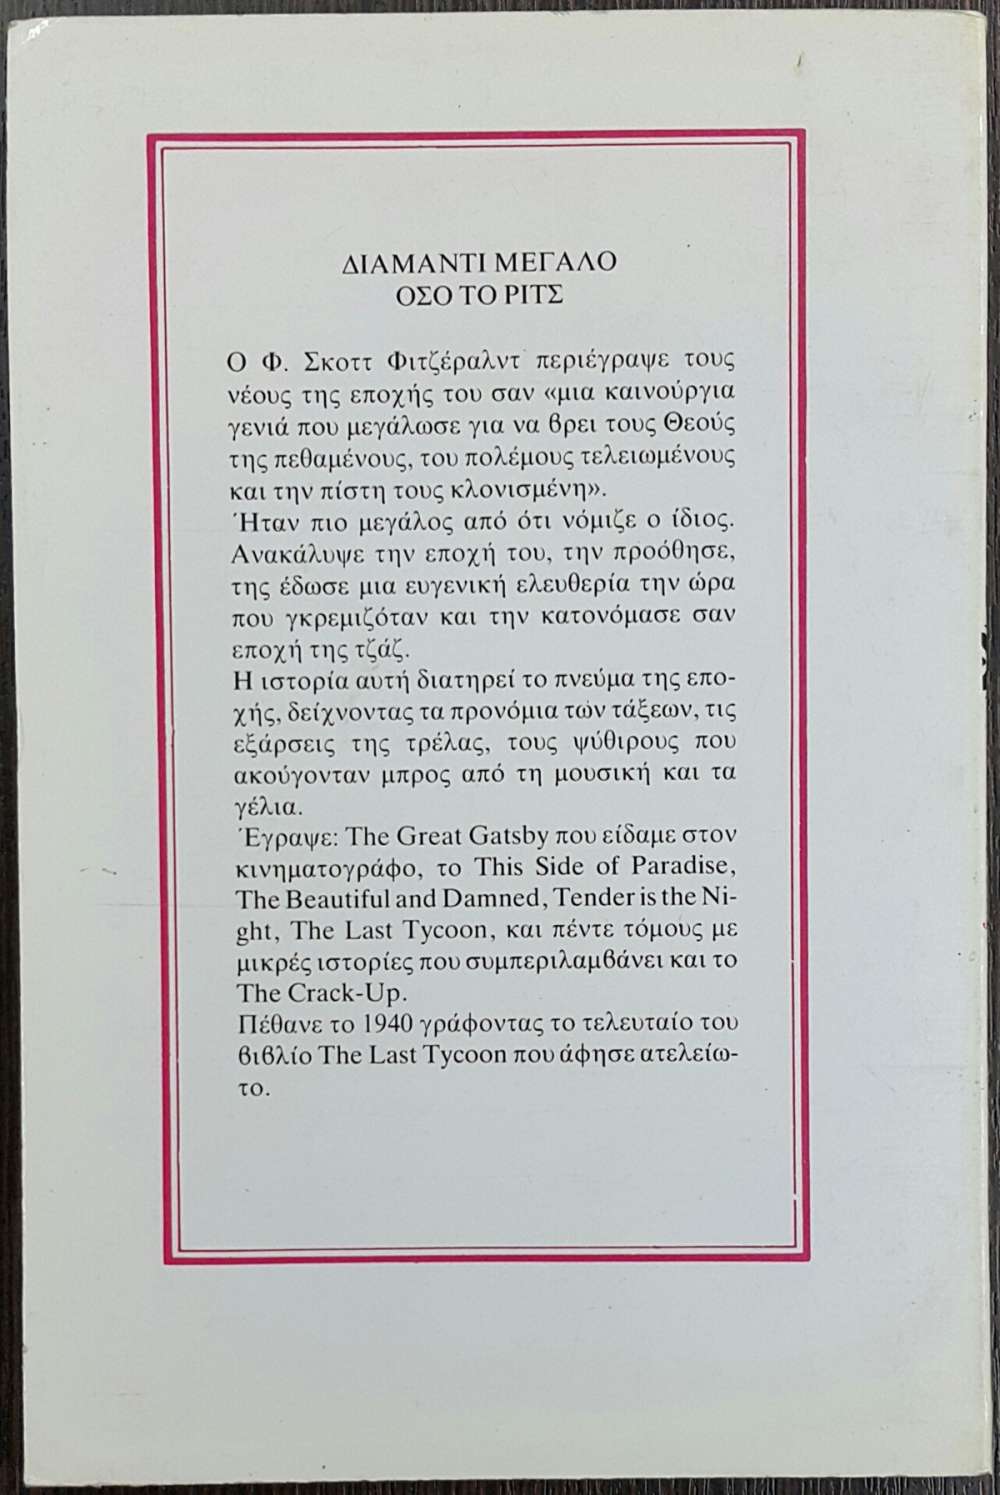 ΔΙΑΜΑΝΤΙ ΜΕΓΑΛΟ
ΟΣΟ ΤΟ ΡΙΤΣ
Ο Φ. Σκοττ Φιτζέραλντ περιέγραψε τους
νέους της εποχής του σαν «μια καινούργια
γενιά που μεγάλωσε για να βρει τους Θεούς
της πεθαμένους, του πολέμους τελειωμένους
και την πίστη τους κλονισμένη».
Ήταν πιο μεγάλος από ότι νόμιζε ο ίδιος.
Ανακάλυψε την εποχή του, την προόθησε,
της έδωσε μια ευγενική ελευθερία την ώρα
που γκρεμιζόταν και την κατονόμασε σαν
εποχή της τζάζ.
Η ιστορία αυτή διατηρεί το πνεύμα της επο-
χής, δείχνοντας τα προνόμια των τάξεων, τις
εξάρσεις της τρέλας, τους ψύθιρους που
ακούγονταν μπρος από τη μουσική και τα
γέλια.
Έγραψε: The Great Gatsby που είδαμε στον
κινηματογράφο, το This Side of Paradise,
The Beautiful and Damned, Tender is the Ni-
ght, The Last Tycoon, και πέντε τόμους με
μικρές ιστορίες που συμπεριλαμβάνει και το
The Crack-Up.
Πέθανε το 1940 γράφοντας το τελευταίο του
βιβλίο The Last Tycoon που άφησε ατελείω-
το.